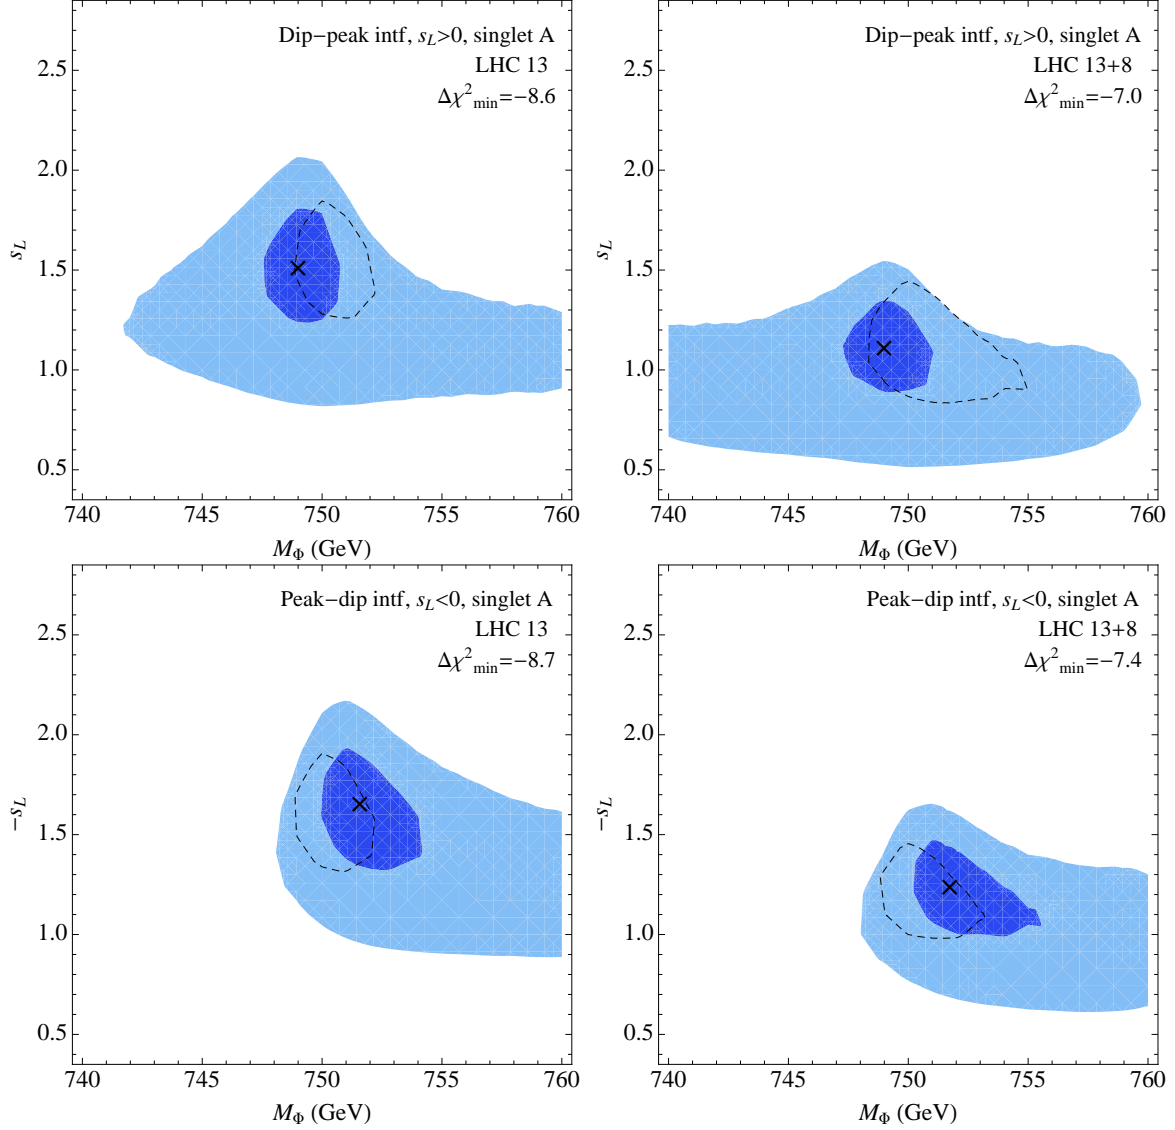 Dip−peak intf, s_L>0, singlet A
LHC 13
Δχ²_min=−8.6
2.5
2.0
1.5
1.0
0.5
s_L
740 745 750 755 760
M_Φ (GeV)
Dip−peak intf, s_L>0, singlet A
LHC 13+8
Δχ²_min=−7.0
2.5
2.0
1.5
1.0
0.5
s_L
740 745 750 755 760
M_Φ (GeV)
Peak−dip intf, s_L<0, singlet A
LHC 13
Δχ²_min=−8.7
2.5
2.0
1.5
1.0
0.5
−s_L
740 745 750 755 760
M_Φ (GeV)
Peak−dip intf, s_L<0, singlet A
LHC 13+8
Δχ²_min=−7.4
2.5
2.0
1.5
1.0
0.5
−s_L
740 745 750 755 760
M_Φ (GeV)